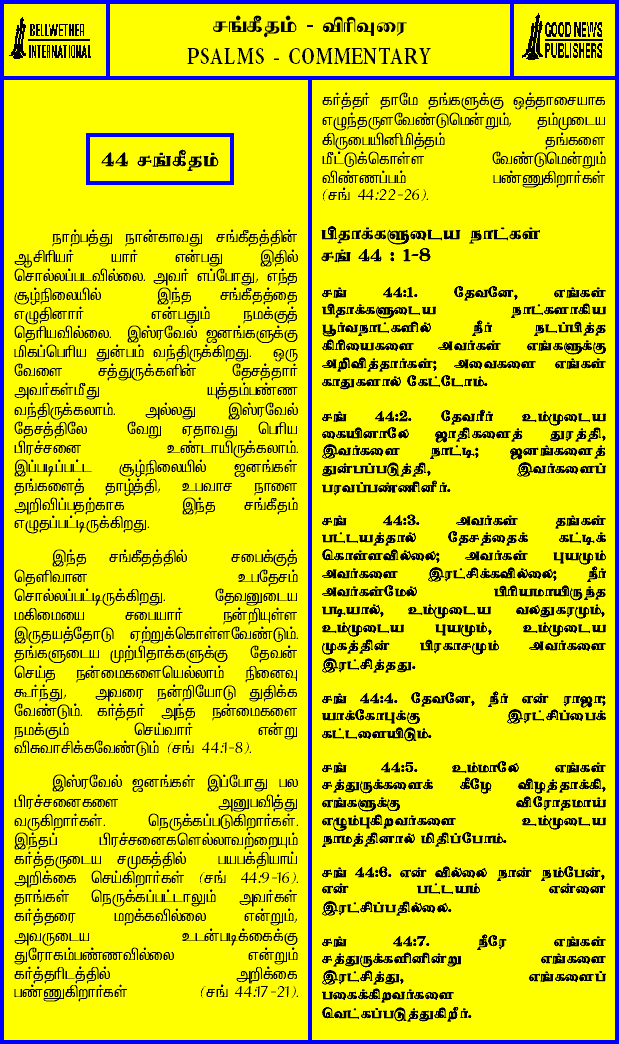 BELLWETHER
INTERNATIONAL
சங்கீதம் - விரிவுரை
PSALMS - COMMENTARY
GOOD NEWS
PUBLISHERS
44 சங்கீதம்
நாற்பத்து நான்காவது சங்கீதத்தின்
ஆசிரியர் யார் என்பது இதில்
சொல்லப்படவில்லை. அவர் எப்போது, எந்த
சூழ்நிலையில் இந்த சங்கீதத்தை
எழுதினார் என்பதும் நமக்குத்
தெரியவில்லை. இஸ்ரவேல் ஜனங்களுக்கு
மிகப்பெரிய துன்பம் வந்திருக்கிறது. ஒரு
வேளை சத்துருக்களின் தேசத்தார்
அவர்கள்மீது யுத்தம்பண்ண
வந்திருக்கலாம். அல்லது இஸ்ரவேல்
தேசத்திலே வேறு ஏதாவது பெரிய
பிரச்சனை உண்டாயிருக்கலாம்.
இப்படிப்பட்ட சூழ்நிலையில் ஜனங்கள்
தங்களைத் தாழ்த்தி, உபவாச நாளை
அறிவிப்பதற்காக இந்த சங்கீதம்
எழுதப்பட்டிருக்கிறது.
இந்த சங்கீதத்தில் சபைக்குத்
தெளிவான உபதேசம்
சொல்லப்பட்டிருக்கிறது. தேவனுடைய
மகிமையை சபையார் நன்றியுள்ள
இருதயத்தோடு ஏற்றுக்கொள்ளவேண்டும்.
தங்களுடைய முற்பிதாக்களுக்கு தேவன்
செய்த நன்மைகளையெல்லாம் நினைவு
கூர்ந்து, அவரை நன்றியோடு துதிக்க
வேண்டும். கர்த்தர் அந்த நன்மைகளை
நமக்கும் செய்வார் என்று
விசுவாசிக்கவேண்டும் (சங் 44:1-8).
இஸ்ரவேல் ஜனங்கள் இப்போது பல
பிரச்சனைகளை அனுபவித்து
வருகிறார்கள். நெருக்கப்படுகிறார்கள்.
இந்தப் பிரச்சனைகளெல்லாவற்றையும்
கர்த்தருடைய சமுகத்தில் பயபக்தியாய்
அறிக்கை செய்கிறார்கள் (சங் 44:9-16).
தாங்கள் நெருக்கப்பட்டாலும் அவர்கள்
கர்த்தரை மறக்கவில்லை என்றும்,
அவருடைய உடன்படிக்கைக்கு
துரோகம்பண்ணவில்லை என்றும்
கர்த்தரிடத்தில் அறிக்கை
பண்ணுகிறார்கள் (சங் 44:17-21).
கர்த்தர் தாமே தங்களுக்கு ஒத்தாசையாக
எழுந்தருளவேண்டுமென்றும், தம்முடைய
கிருபையினிமித்தம் தங்களை
மீட்டுக்கொள்ள வேண்டுமென்றும்
விண்ணப்பம் பண்ணுகிறார்கள்
(சங் 44:22-26).
பிதாக்களுடைய நாட்கள்
சங் 44 : 1-8
சங் 44:1. தேவனே, எங்கள்
பிதாக்களுடைய நாட்களாகிய
பூர்வநாட்களில் நீர் நடப்பித்த
கிரியைகளை அவர்கள் எங்களுக்கு
அறிவித்தார்கள்; அவைகளை எங்கள்
காதுகளால் கேட்டோம்.
சங் 44:2. தேவரீர் உம்முடைய
கையினாலே ஜாதிகளைத் துரத்தி,
இவர்களை நாட்டி; ஜனங்களைத்
துன்பப்படுத்தி, இவர்களைப்
பரவப்பண்ணினீர்.
சங் 44:3. அவர்கள் தங்கள்
பட்டயத்தால் தேசத்தைக் கட்டிக்
கொள்ளவில்லை; அவர்கள் புயமும்
அவர்களை இரட்சிக்கவில்லை; நீர்
அவர்கள்மேல் பிரியமாயிருந்த
படியால், உம்முடைய வலதுகரமும்,
உம்முடைய புயமும், உம்முடைய
முகத்தின் பிரகாசமும் அவர்களை
இரட்சித்தது.
சங் 44:4. தேவனே, நீர் என் ராஜா;
யாக்கோபுக்கு இரட்சிப்பைக்
கட்டளையிடும்.
சங் 44:5. உம்மாலே எங்கள்
சத்துருக்களைக் கீழே விழத்தாக்கி,
எங்களுக்கு விரோதமாய்
எழும்புகிறவர்களை உம்முடைய
நாமத்தினால் மிதிப்போம்.
சங் 44:6. என் வில்லை நான் நம்பேன்,
என் பட்டயம் என்னை
இரட்சிப்பதில்லை.
சங் 44:7. நீரே எங்கள்
சத்துருக்களினின்று எங்களை
இரட்சித்து, எங்களைப்
பகைக்கிறவர்களை
வெட்கப்படுத்துகிறீர்.